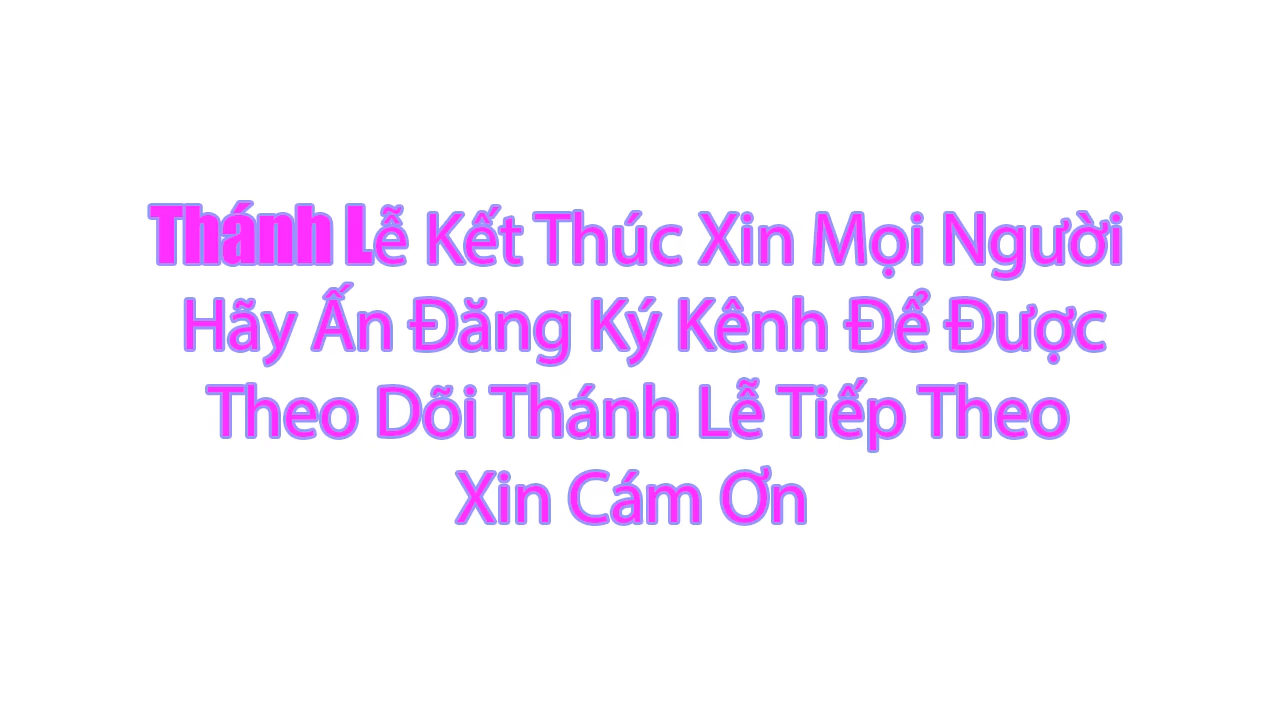 Thánh Lễ Kết Thúc Xin Mọi Người
Hãy Ấn Đăng Ký Kênh Để Được
Theo Dõi Thánh Lễ Tiếp Theo
Xin Cám Ơn